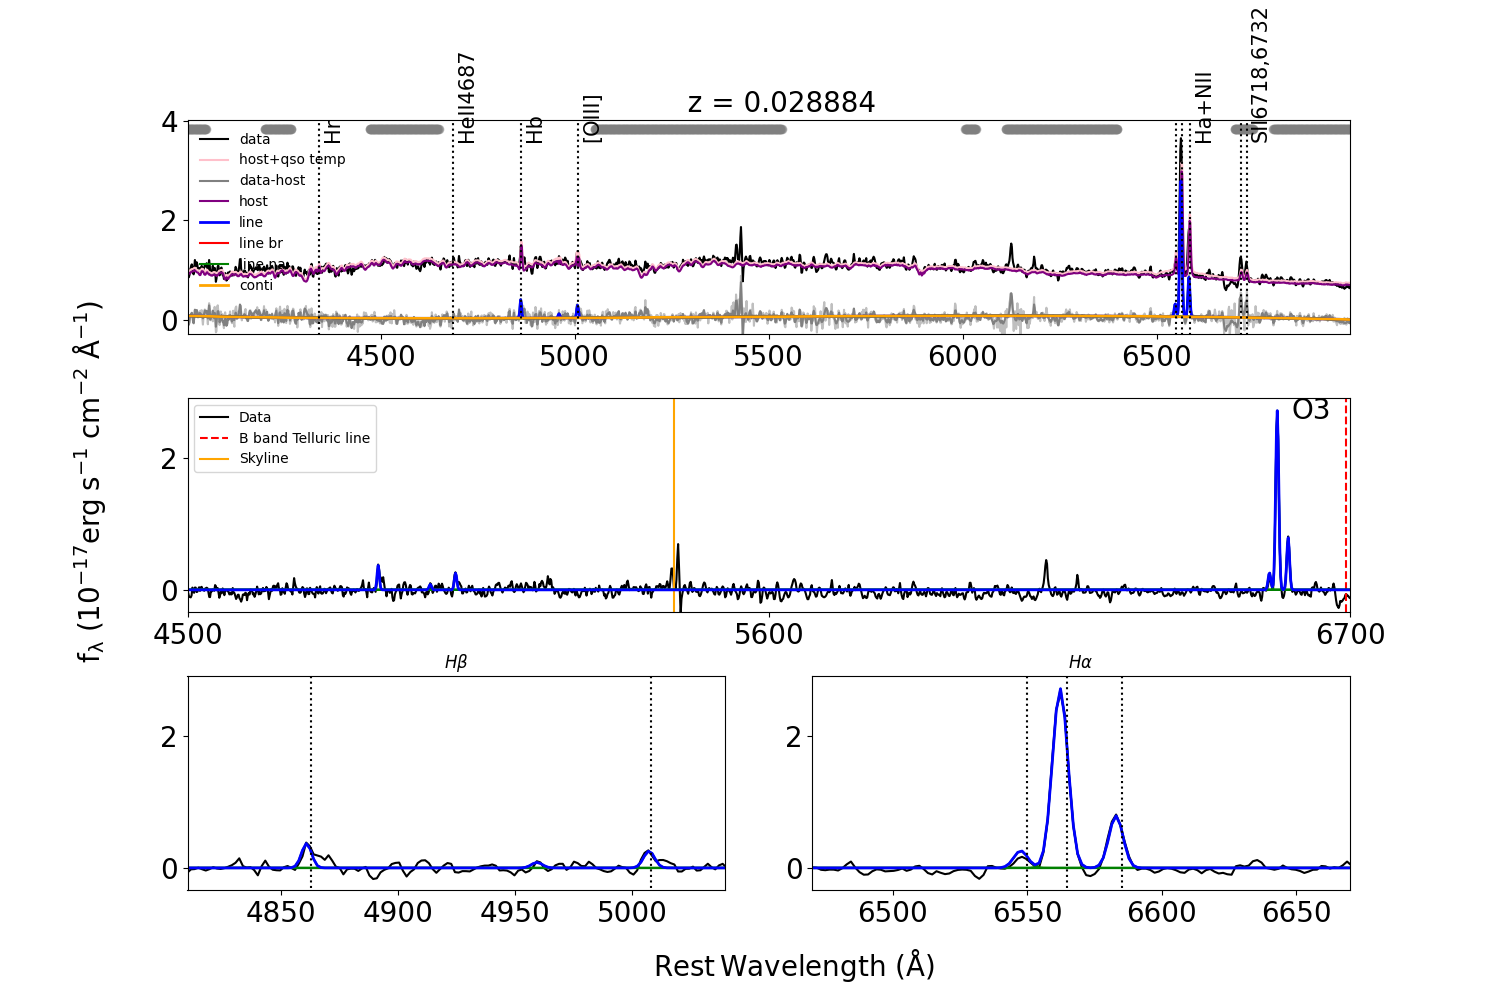 z = 0.028884
Hr
HeII4687
Hb
[OIII]
Ha+NII
SII6718,6732
4
2
0
data
host+qso temp
data-host
host
line
line br
line na
conti
4500 5000 5500 6000 6500
fλ (10⁻¹⁷erg s⁻¹ cm⁻² Å⁻¹)
Data
B band Telluric line
Skyline
O3
2
0
4500 5600 6700
Hβ
2
0
4850 4900 4950 5000
Hα
2
0
6500 6550 6600 6650
Rest Wavelength (Å)